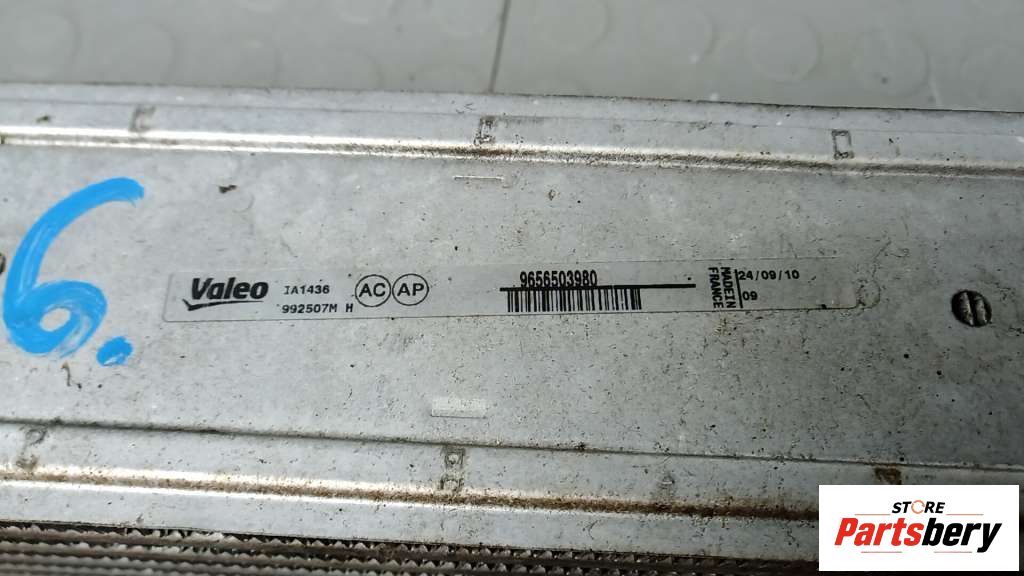 6.
Valeo
IA1436
992507M H
AC AP
9656503980
MADE IN
FRANCE
24/09/10
09
STORE
Partsbery